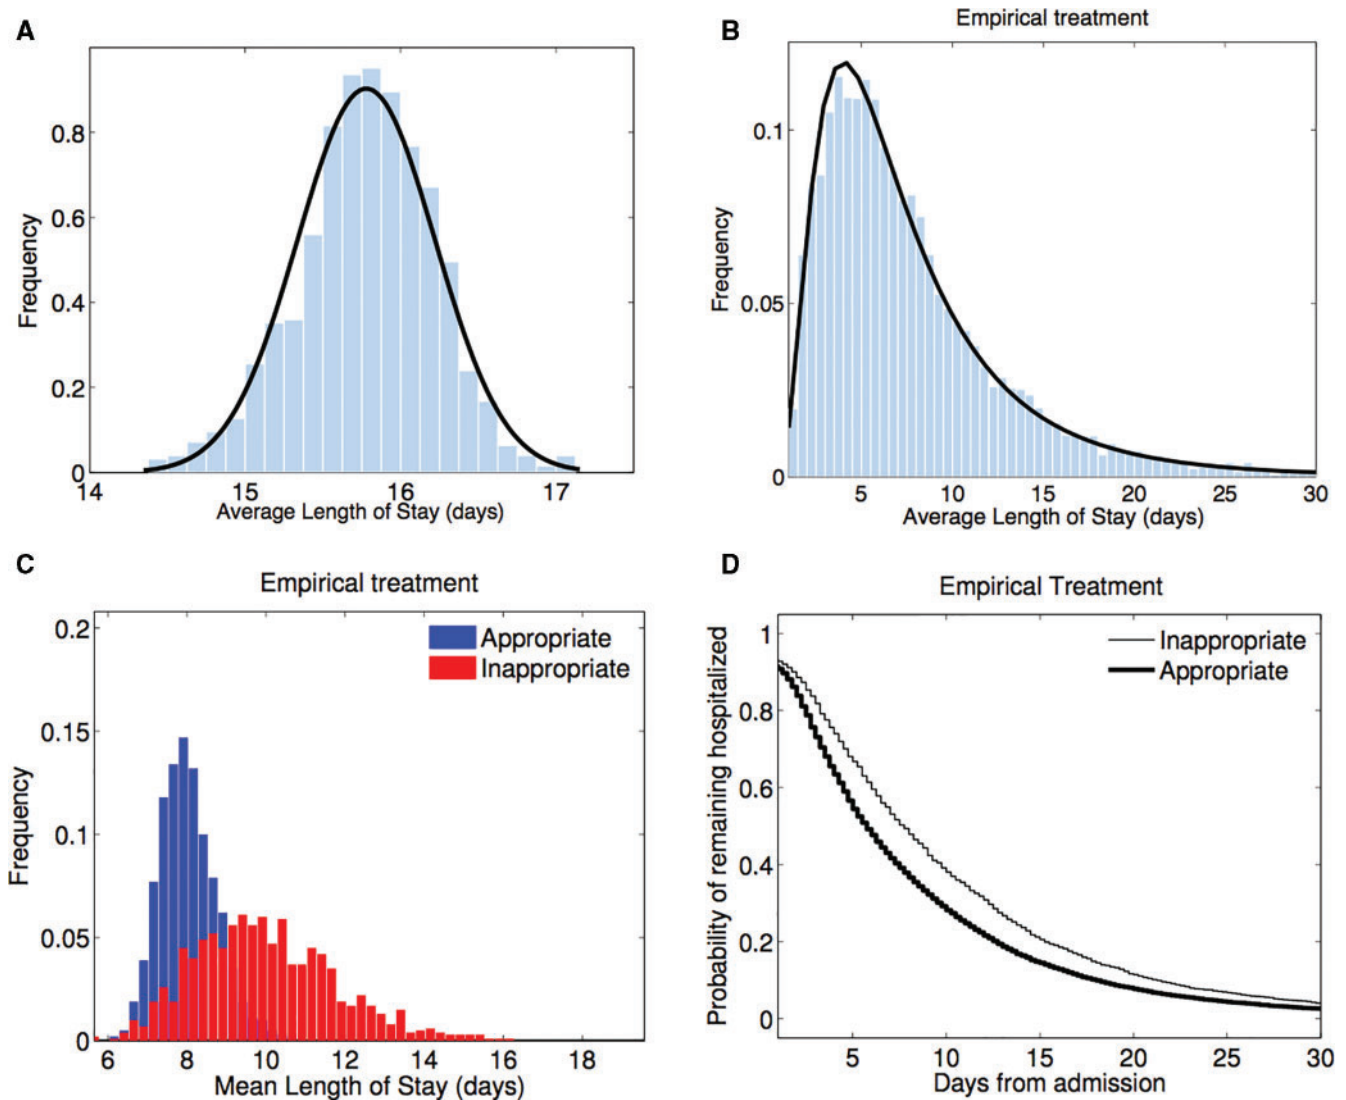 A
0.8
0.6
0.4
0.2
0
Frequency
14
15
16
17
Average Length of Stay (days)
B
Empirical treatment
0.1
0.05
0
Frequency
5
10
15
20
25
30
Average Length of Stay (days)
C
Empirical treatment
Appropriate
Inappropriate
0.2
0.15
0.1
0.05
0
Frequency
6
8
10
12
14
16
18
Mean Length of Stay (days)
D
Empirical Treatment
Inappropriate
Appropriate
1
0.8
0.6
0.4
0.2
0
Probability of remaining hospitalized
5
10
15
20
25
30
Days from admission